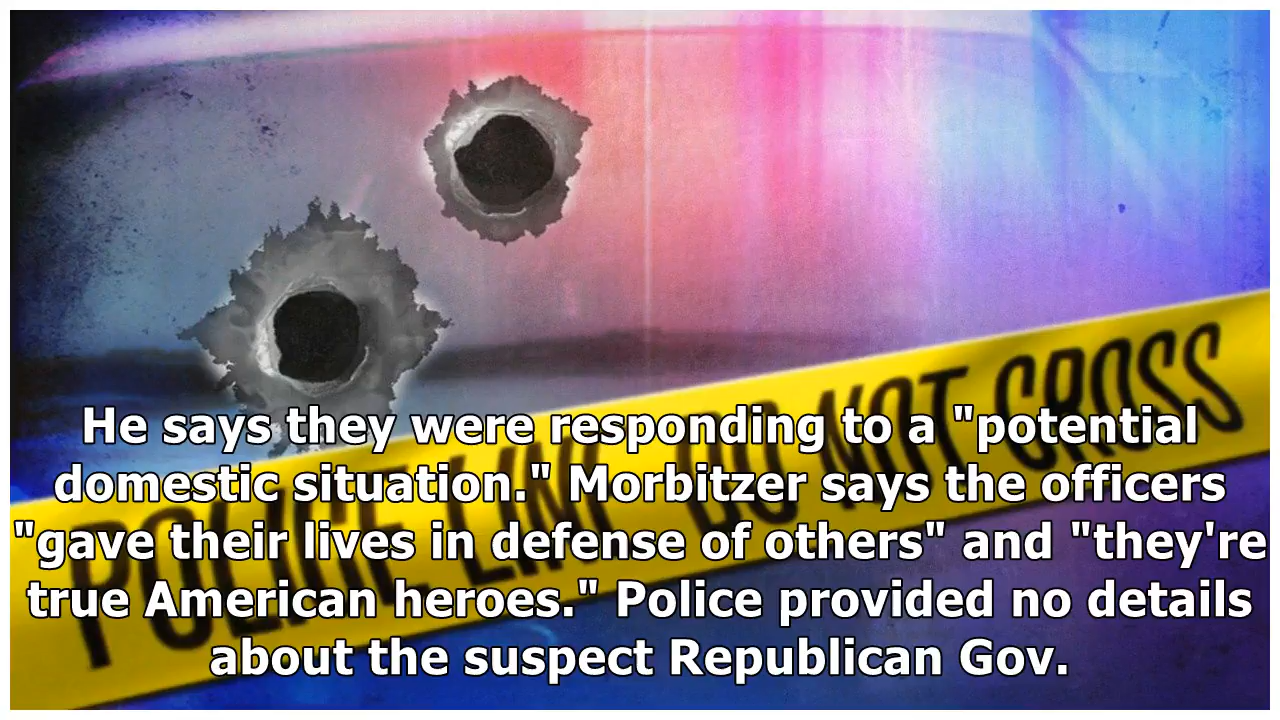 POLICE LINE DO NOT CROSS
He says they were responding to a "potential
domestic situation." Morbitzer says the officers
"gave their lives in defense of others" and "they're
true American heroes." Police provided no details
about the suspect Republican Gov.